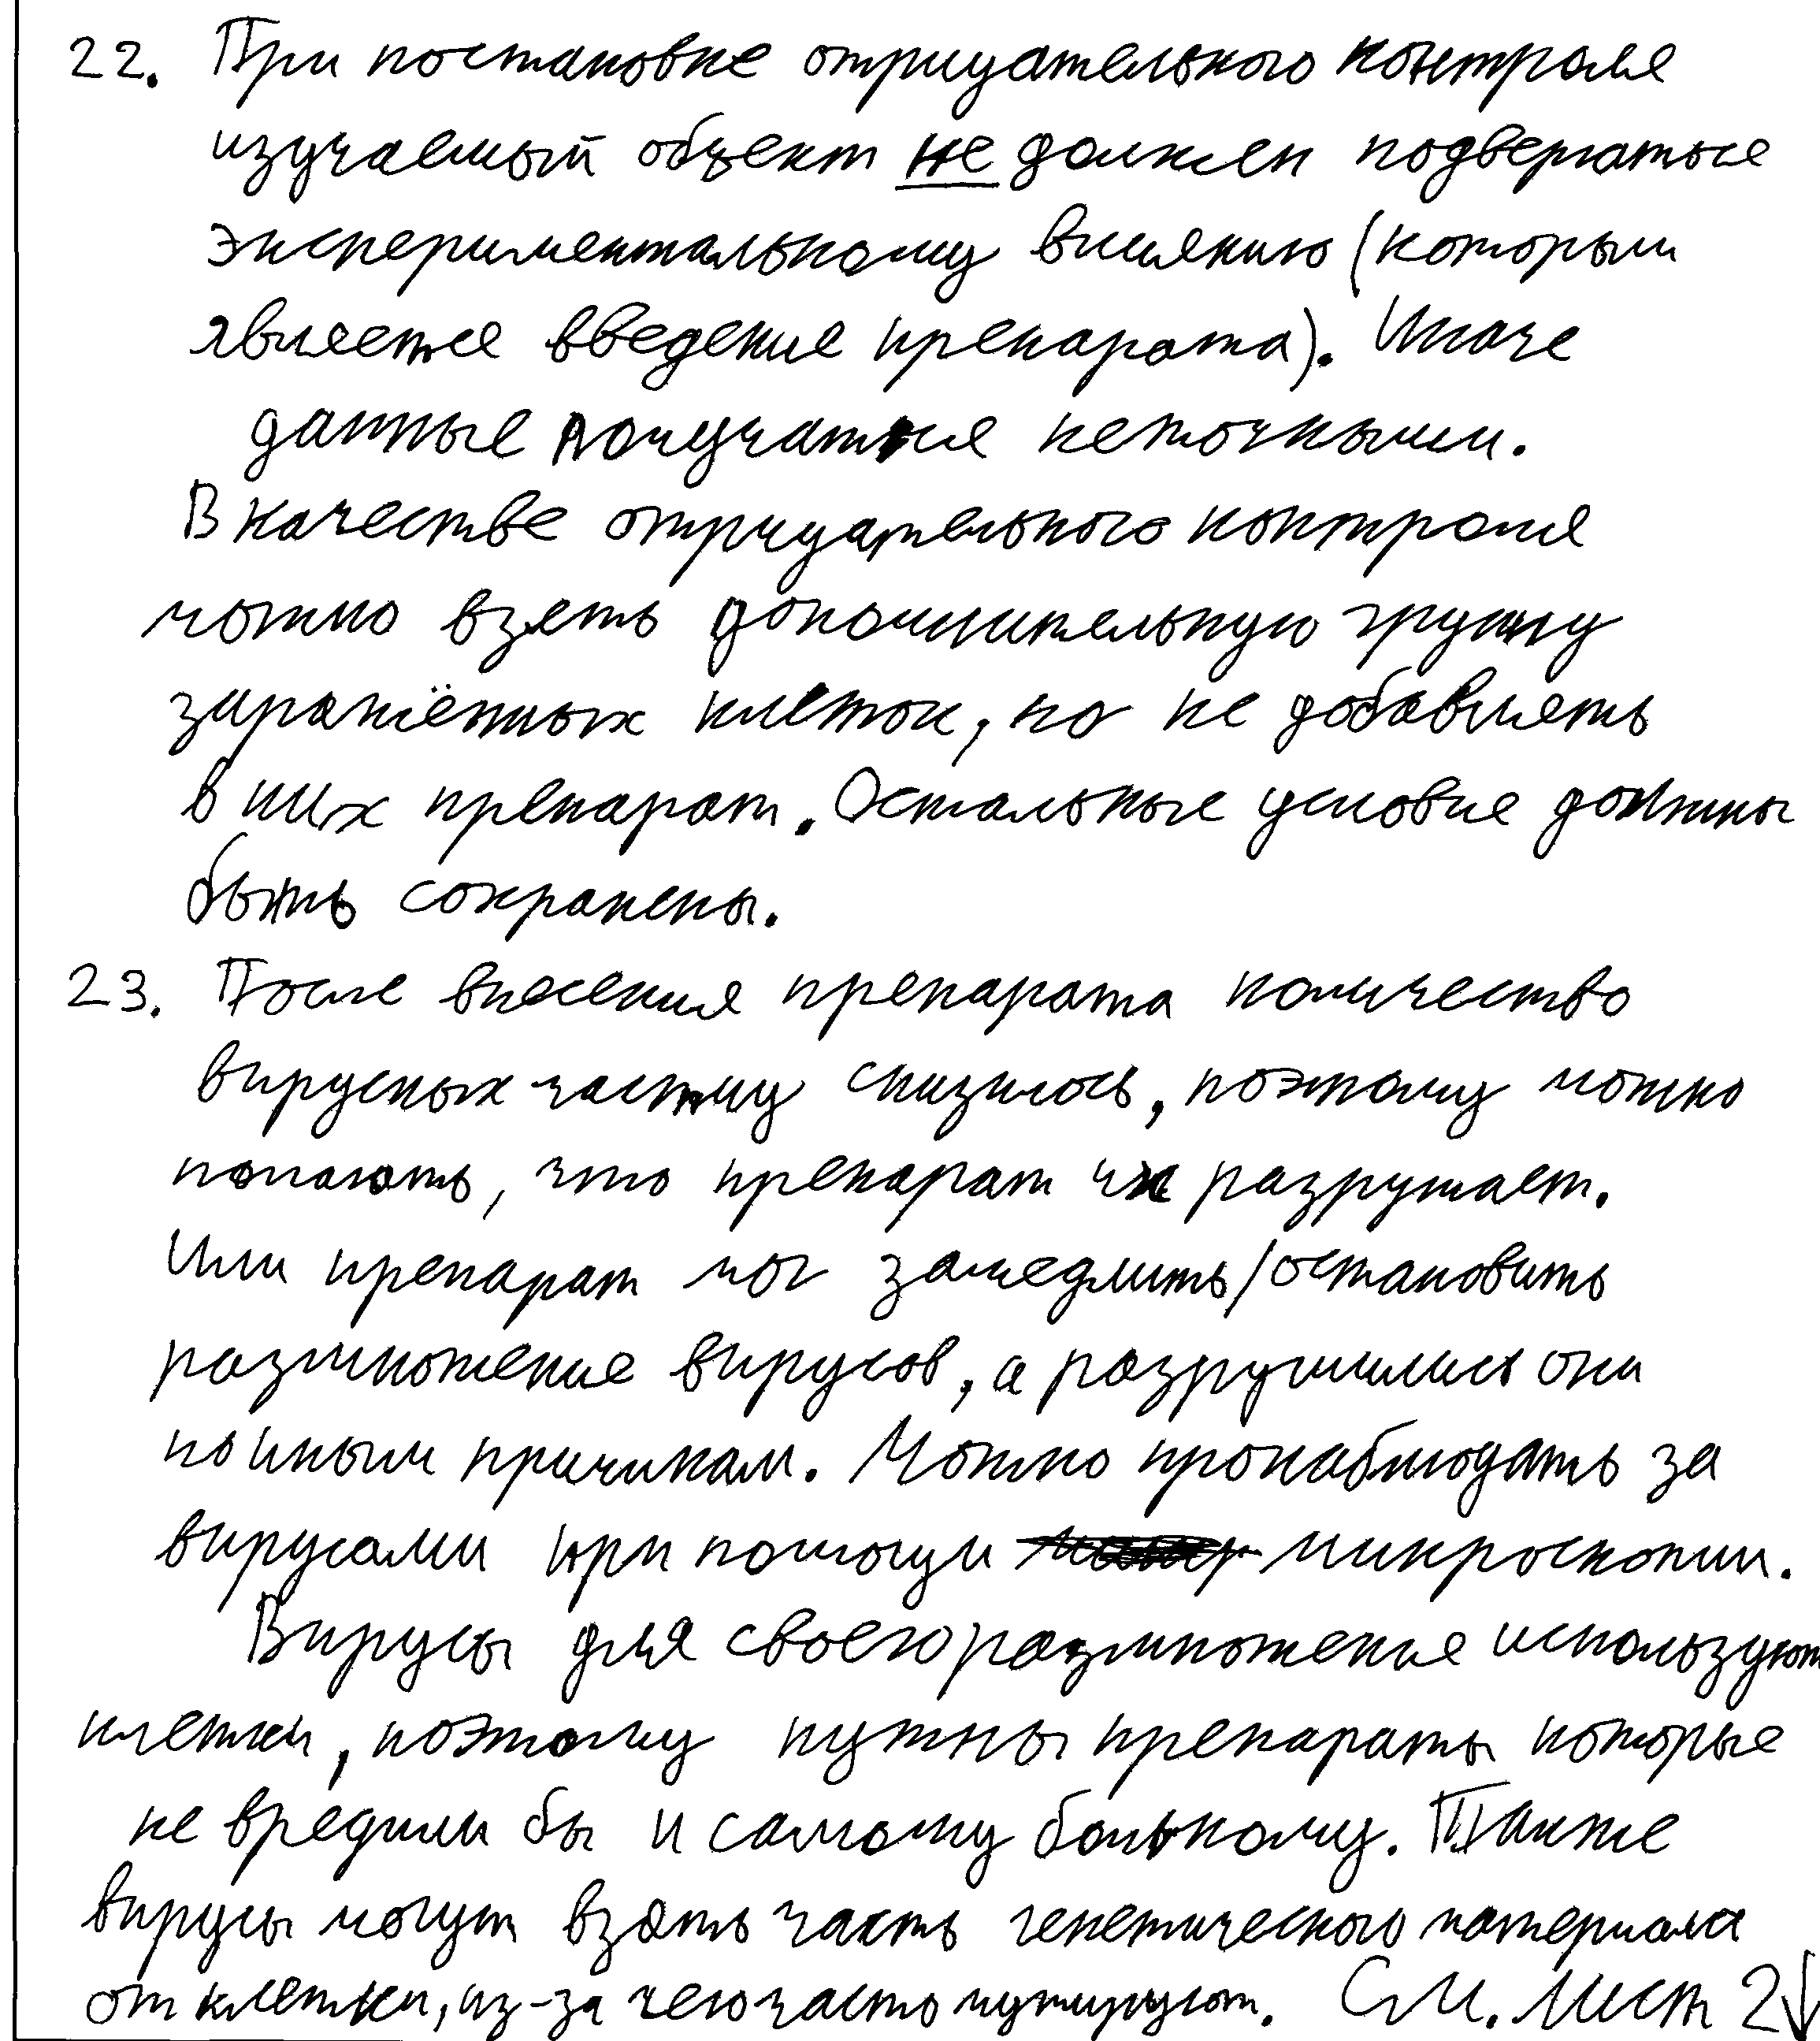 22. При постановке отрицательного контроля
изучаемый объект не должен подвергаться
экспериментальному влиянию (которым
является введение препарата). Иначе
данные получатся неточными.
В качестве отрицательного контроля
можно взять дополнительную группу
заражённых клеток, но не добавлять
в них препарат. Остальные условия должны
быть сохранены.
23. После внесения препарата количество
вирусных частиц снизилось, поэтому можно
полагать, что препарат их разрушает.
Или препарат мог замедлить/остановить
размножение вирусов, а разрушились они
по иным причинам. Можно пронаблюдать за
вирусами при помощи микроскопии.
Вирусы для своего размножения используют
клетки, поэтому нужны препараты которые
не вредили бы и самому больному. Также
вирусы могут взять часть генетического материала
от клетки, из-за чего часто мутируют. См. Лист 2↓